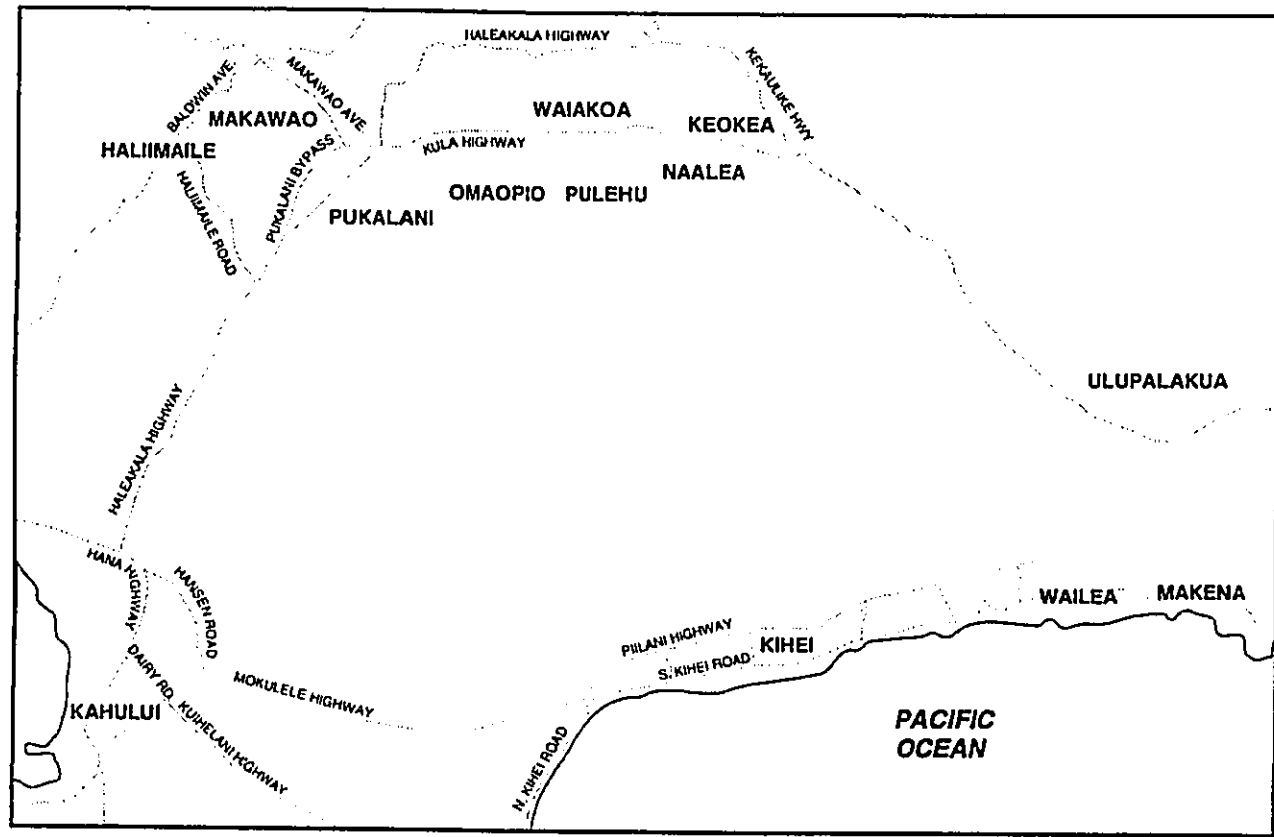 HALEAKALA HIGHWAY
KEKAULIKE HWY
BALDWIN AVE.
MAKAWAO AVE
MAKAWAO
WAIAKOA
KEOKEA
HALIIMAILE
KULA HIGHWAY
PUKALANI BYPASS
NAALEA
OMAOPIO
PULEHU
HALIIMAILE ROAD
PUKALANI
ULUPALAKUA
HALEAKALA HIGHWAY
HANA HIGHWAY
HANSEN ROAD
WAILEA
MAKENA
PIILANI HIGHWAY
KIHEI
S. KIHEI ROAD
DAIRY RD.
MOKULELE HIGHWAY
KAHULUI
KUIHELANI HIGHWAY
N. KIHEI ROAD
PACIFIC
OCEAN